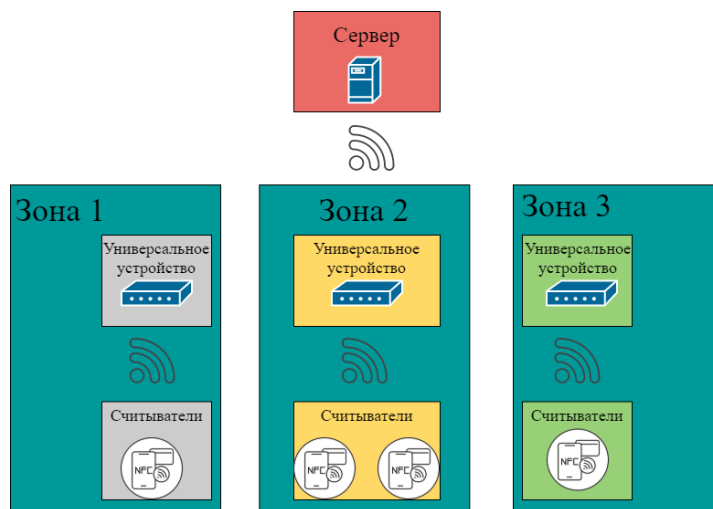 Сервер
Зона 1
Зона 2
Зона 3
Универсальное
устройство
Универсальное
устройство
Универсальное
устройство
Считыватели
Считыватели
Считыватели
NFC
NFC
NFC
NFC